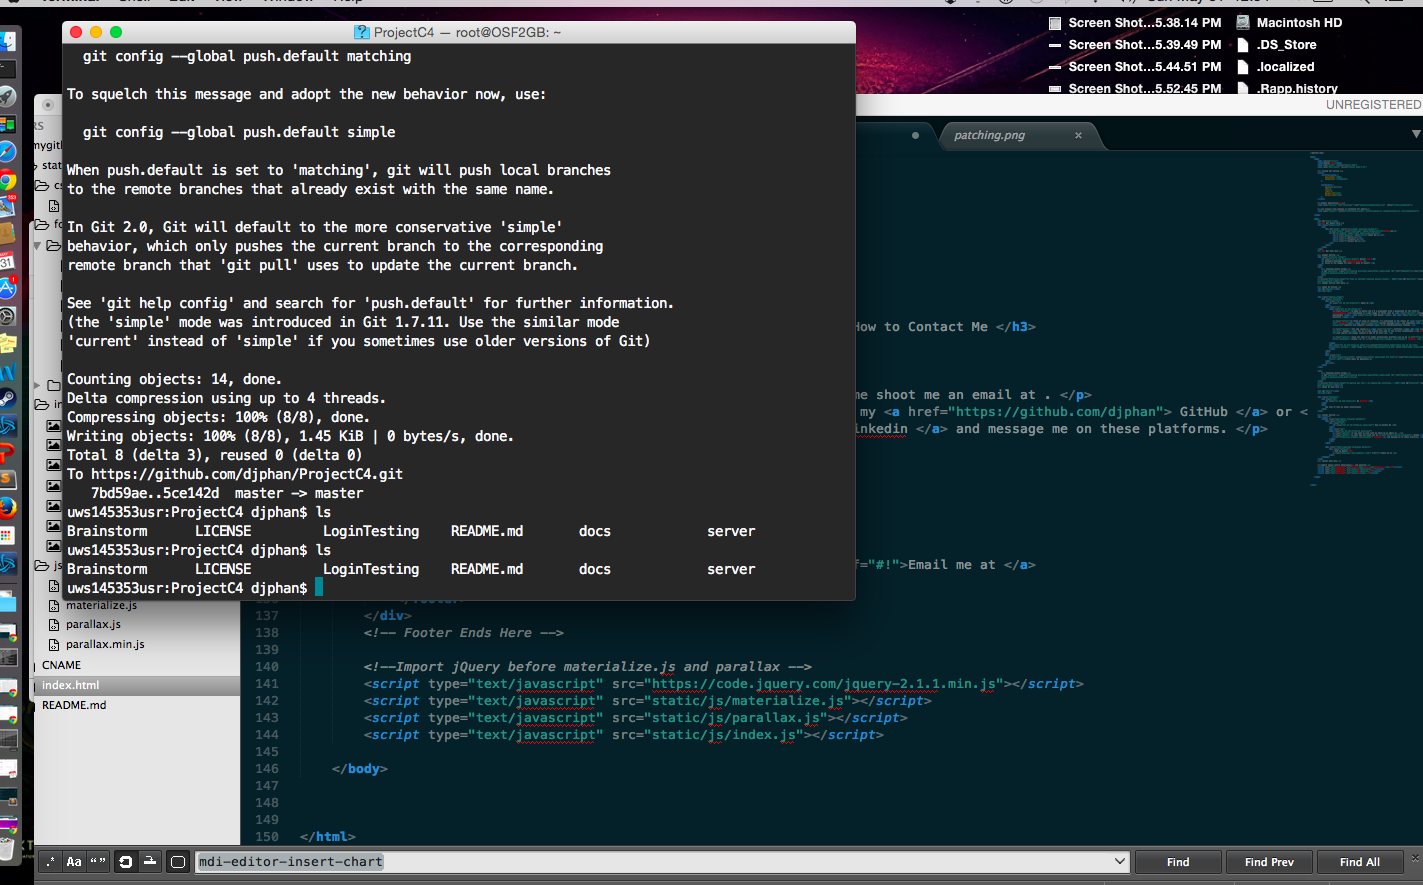 ProjectC4 — root@OSF2GB: ~
git config --global push.default matching
To squelch this message and adopt the new behavior now, use:
git config --global push.default simple
When push.default is set to 'matching', git will push local branches
to the remote branches that already exist with the same name.
In Git 2.0, Git will default to the more conservative 'simple'
behavior, which only pushes the current branch to the corresponding
remote branch that 'git pull' uses to update the current branch.
See 'git help config' and search for 'push.default' for further information.
(the 'simple' mode was introduced in Git 1.7.11. Use the similar mode
'current' instead of 'simple' if you sometimes use older versions of Git)
Counting objects: 14, done.
Delta compression using up to 4 threads.
Compressing objects: 100% (8/8), done.
Writing objects: 100% (8/8), 1.45 KiB | 0 bytes/s, done.
Total 8 (delta 3), reused 0 (delta 0)
To https://github.com/djphan/ProjectC4.git
7bd59ae..5ce142d  master -> master
uws145353usr:ProjectC4 djphan$ ls
Brainstorm LICENSE LoginTesting README.md docs server
uws145353usr:ProjectC4 djphan$ ls
Brainstorm LICENSE LoginTesting README.md docs server
uws145353usr:ProjectC4 djphan$
Screen Shot...5.38.14 PM Macintosh HD
Screen Shot...5.39.49 PM .DS_Store
Screen Shot...5.44.51 PM .localized
Screen Shot...5.52.45 PM .Rapp.history
UNREGISTERED
patching.png ×
How to Contact Me </h3>
me shoot me an email at . </p>
my <a href="https://github.com/djphan"> GitHub </a> or <
inkedin </a> and message me on these platforms. </p>
f="#!">Email me at </a>
materialize.js
parallax.js
parallax.min.js
CNAME
index.html
README.md
137 </div>
138 <!-- Footer Ends Here -->
139
140 <!--Import jQuery before materialize.js and parallax -->
141 <script type="text/javascript" src="https://code.jquery.com/jquery-2.1.1.min.js"></script>
142 <script type="text/javascript" src="static/js/materialize.js"></script>
143 <script type="text/javascript" src="static/js/parallax.js"></script>
144 <script type="text/javascript" src="static/js/index.js"></script>
145
146 </body>
147
148
149
150 </html>
.* Aa “ ”
mdi-editor-insert-chart
Find Find Prev Find All